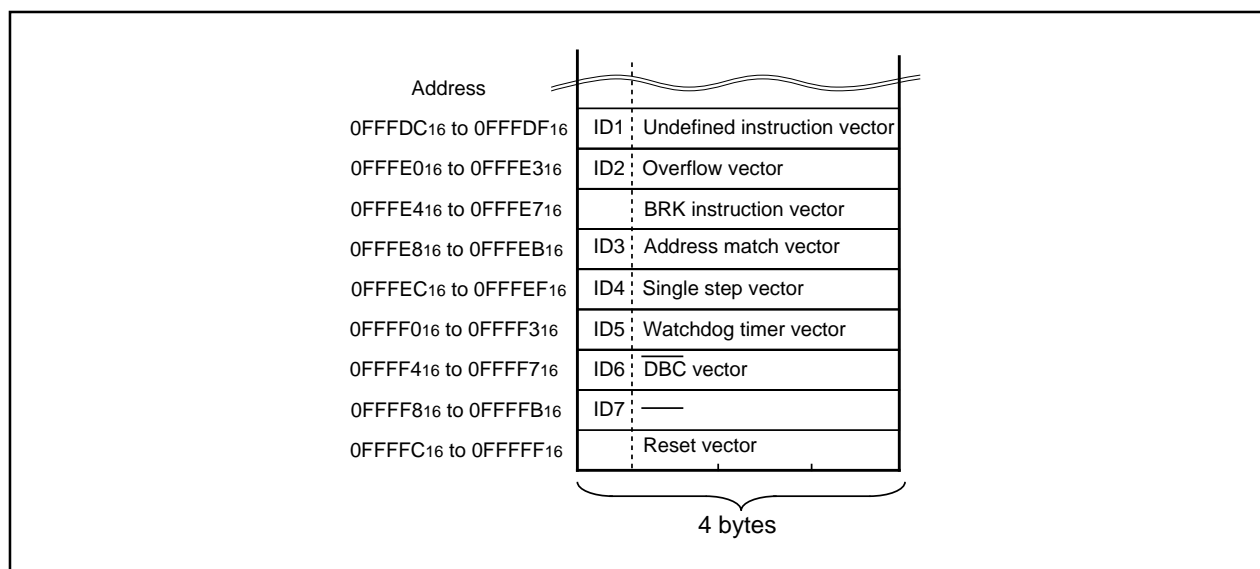 Address
0FFFDC16 to 0FFFDF16 ID1 Undefined instruction vector
0FFFE016 to 0FFFE316 ID2 Overflow vector
0FFFE416 to 0FFFE716 BRK instruction vector
0FFFE816 to 0FFFEB16 ID3 Address match vector
0FFFEC16 to 0FFFEF16 ID4 Single step vector
0FFFF016 to 0FFFF316 ID5 Watchdog timer vector
0FFFF416 to 0FFFF716 ID6 D̅B̅C̅ vector
0FFFF816 to 0FFFFB16 ID7 —
0FFFFC16 to 0FFFFF16 Reset vector
4 bytes